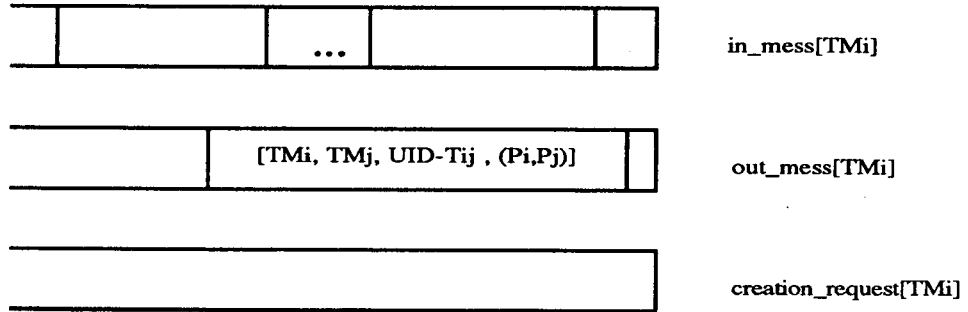 ... in_mess[TMi]
[TMi, TMj, UID-Tij , (Pi,Pj)] out_mess[TMi]
creation_request[TMi]